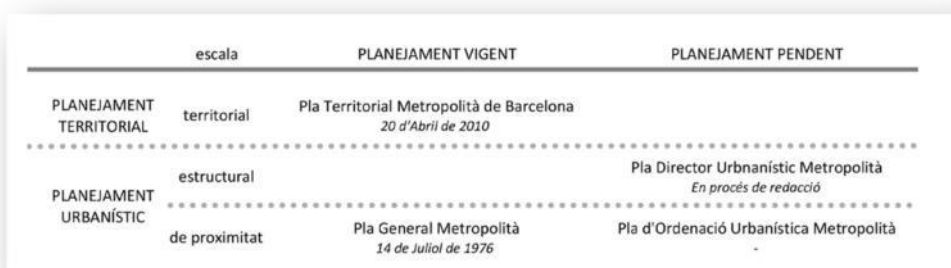 escala PLANEJAMENT VIGENT PLANEJAMENT PENDENT
PLANEJAMENT TERRITORIAL territorial Pla Territorial Metropolità de Barcelona
20 d'Abril de 2010
estructural Pla Director Urbnanístic Metropolità
En procés de redacció
PLANEJAMENT URBANÍSTIC
de proximitat Pla General Metropolità Pla d'Ordenació Urbanística Metropolità
14 de Juliol de 1976 -